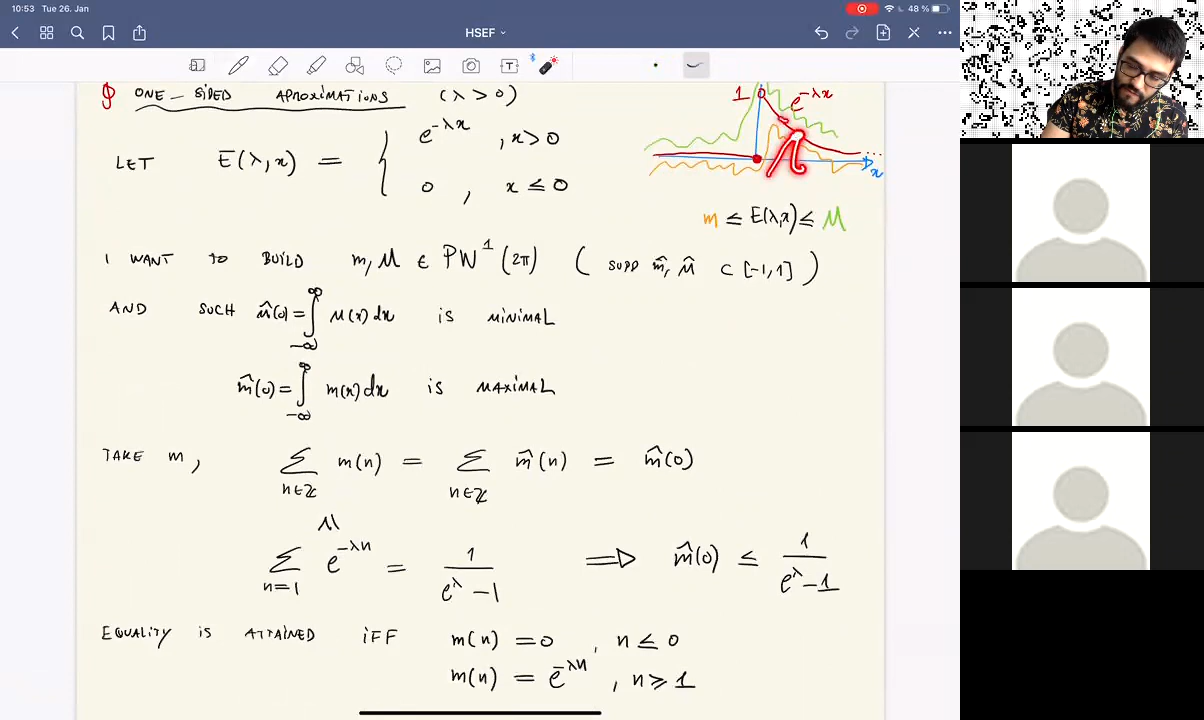 10:53 Tue 26. Jan
48 %
HSEF
ONE-SIDED APROXIMATIONS (λ > 0)
1 e^{-λx}
LET E(λ,x) = { e^{-λx} , x > 0
0 , x ≤ 0
x
m ≤ E(λ,x) ≤ M
I WANT TO BUILD m, M ∈ PW^1(2π) ( SUPP m̂, M̂ ⊂ [-1,1] )
AND SUCH M̂(0) = ∫_{-∞}^{∞} M(x) dx IS MINIMAL
m̂(0) = ∫_{-∞}^{∞} m(x) dx IS MAXIMAL
TAKE m, Σ_{n∈ℤ} m(n) = Σ_{n∈ℤ} m̂(n) = m̂(0)
Σ_{n=1} e^{-λn} = 1/(e^λ - 1) ⟹ m̂(0) ≤ 1/(e^λ - 1)
EQUALITY IS ATTAINED IFF m(n) = 0 , n ≤ 0
m(n) = e^{-λn} , n ≥ 1